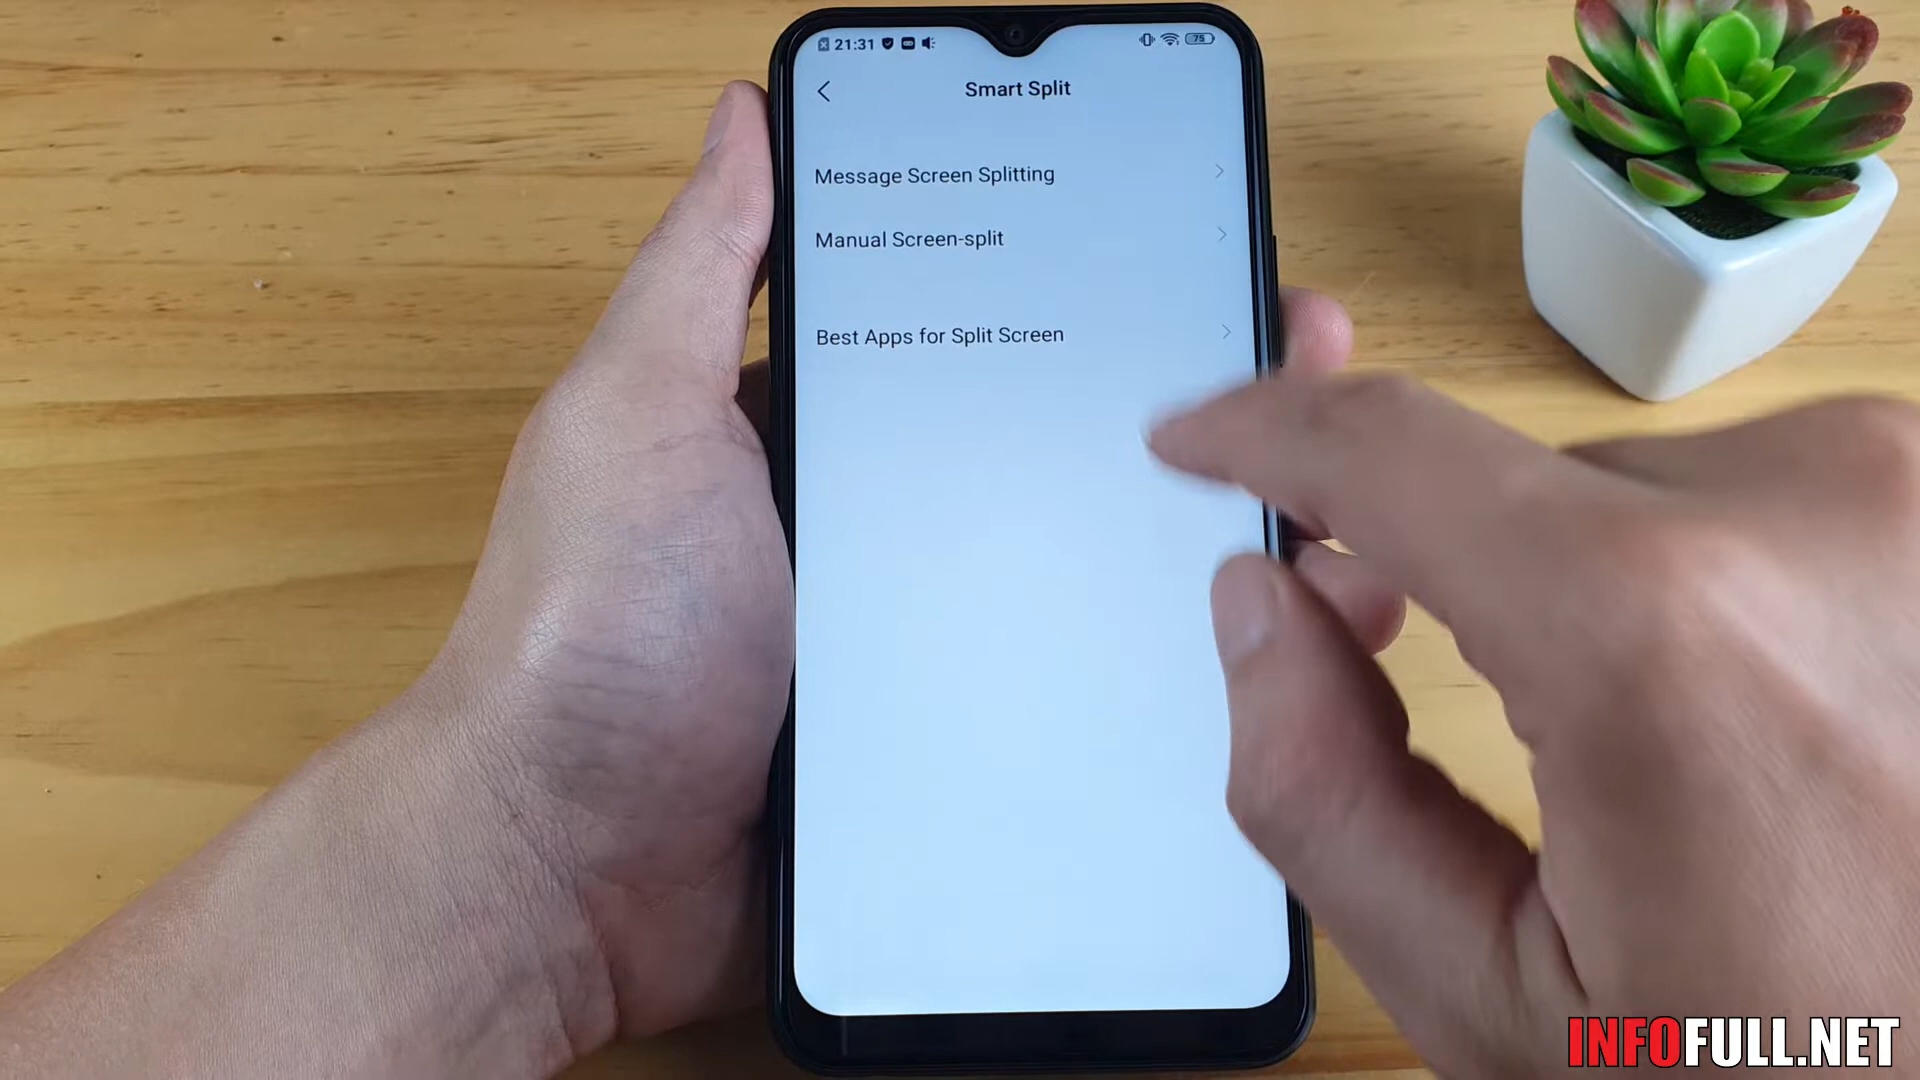 21:31
75
Smart Split
Message Screen Splitting
Manual Screen-split
Best Apps for Split Screen
INFOFULL.NET